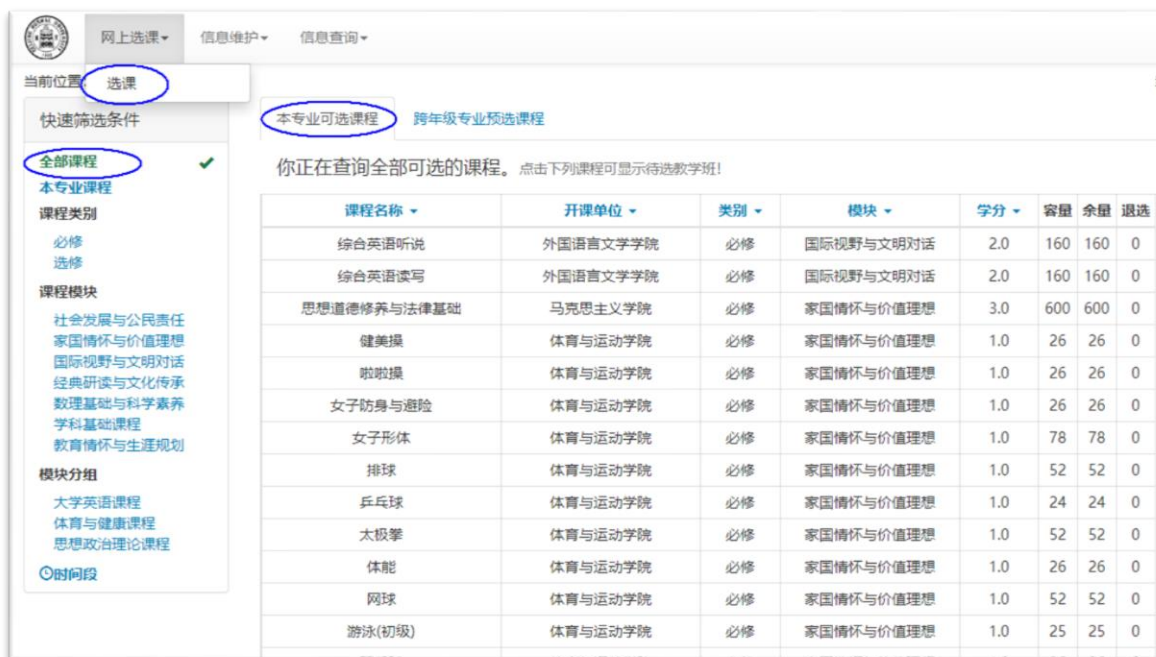 网上选课 信息维护 信息查询
当前位置:
选课
快速筛选条件
全部课程
本专业课程
课程类别
必修
选修
课程模块
社会发展与公民责任
家国情怀与价值理想
国际视野与文明对话
经典研读与文化传承
数理基础与科学素养
学科基础课程
教育情怀与生涯规划
模块分组
大学英语课程
体育与健康课程
思想政治理论课程
时间段
本专业可选课程 跨年级专业预选课程
你正在查询全部可选的课程。点击下列课程可显示待选教学班!
课程名称 开课单位 类别 模块 学分 容量 余量 退选
综合英语听说 外国语言文学学院 必修 国际视野与文明对话 2.0 160 160 0
综合英语读写 外国语言文学学院 必修 国际视野与文明对话 2.0 160 160 0
思想道德修养与法律基础 马克思主义学院 必修 家国情怀与价值理想 3.0 600 600 0
健美操 体育与运动学院 必修 家国情怀与价值理想 1.0 26 26 0
啦啦操 体育与运动学院 必修 家国情怀与价值理想 1.0 26 26 0
女子防身与避险 体育与运动学院 必修 家国情怀与价值理想 1.0 26 26 0
女子形体 体育与运动学院 必修 家国情怀与价值理想 1.0 78 78 0
排球 体育与运动学院 必修 家国情怀与价值理想 1.0 52 52 0
乒乓球 体育与运动学院 必修 家国情怀与价值理想 1.0 24 24 0
太极拳 体育与运动学院 必修 家国情怀与价值理想 1.0 52 52 0
体能 体育与运动学院 必修 家国情怀与价值理想 1.0 26 26 0
网球 体育与运动学院 必修 家国情怀与价值理想 1.0 52 52 0
游泳(初级) 体育与运动学院 必修 家国情怀与价值理想 1.0 25 25 0